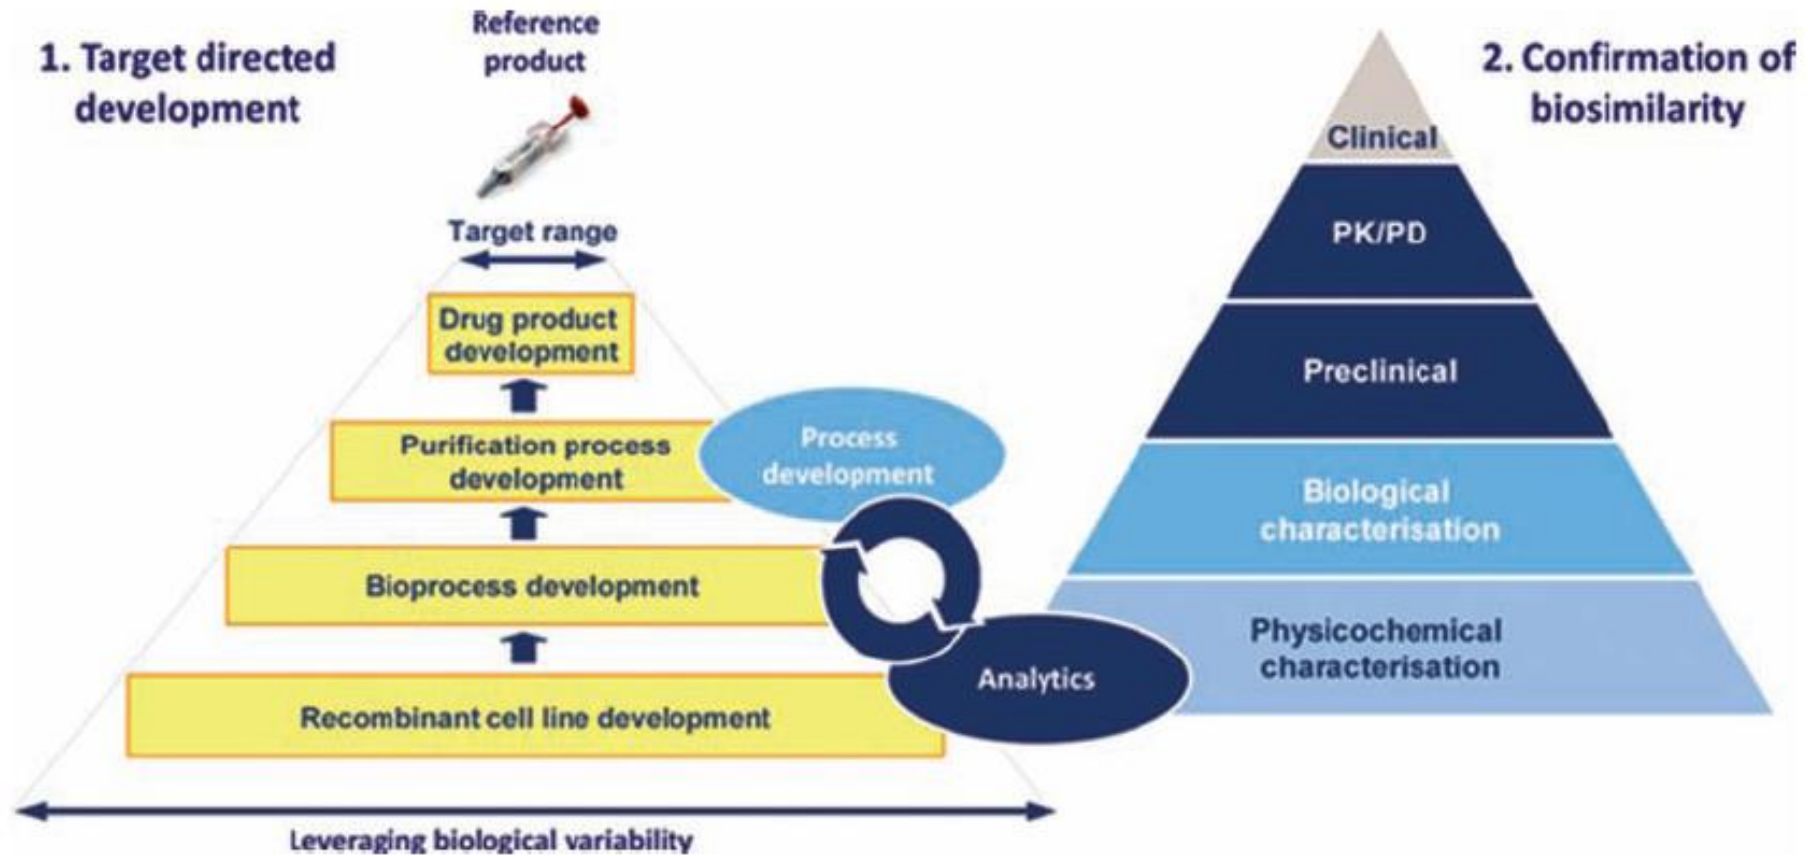 1. Target directed
development
Reference
product
Target range
Drug product
development
Purification process
development
Bioprocess development
Recombinant cell line development
Leveraging biological variability
Process
development
Analytics
2. Confirmation of
biosimilarity
Clinical
PK/PD
Preclinical
Biological
characterisation
Physicochemical
characterisation